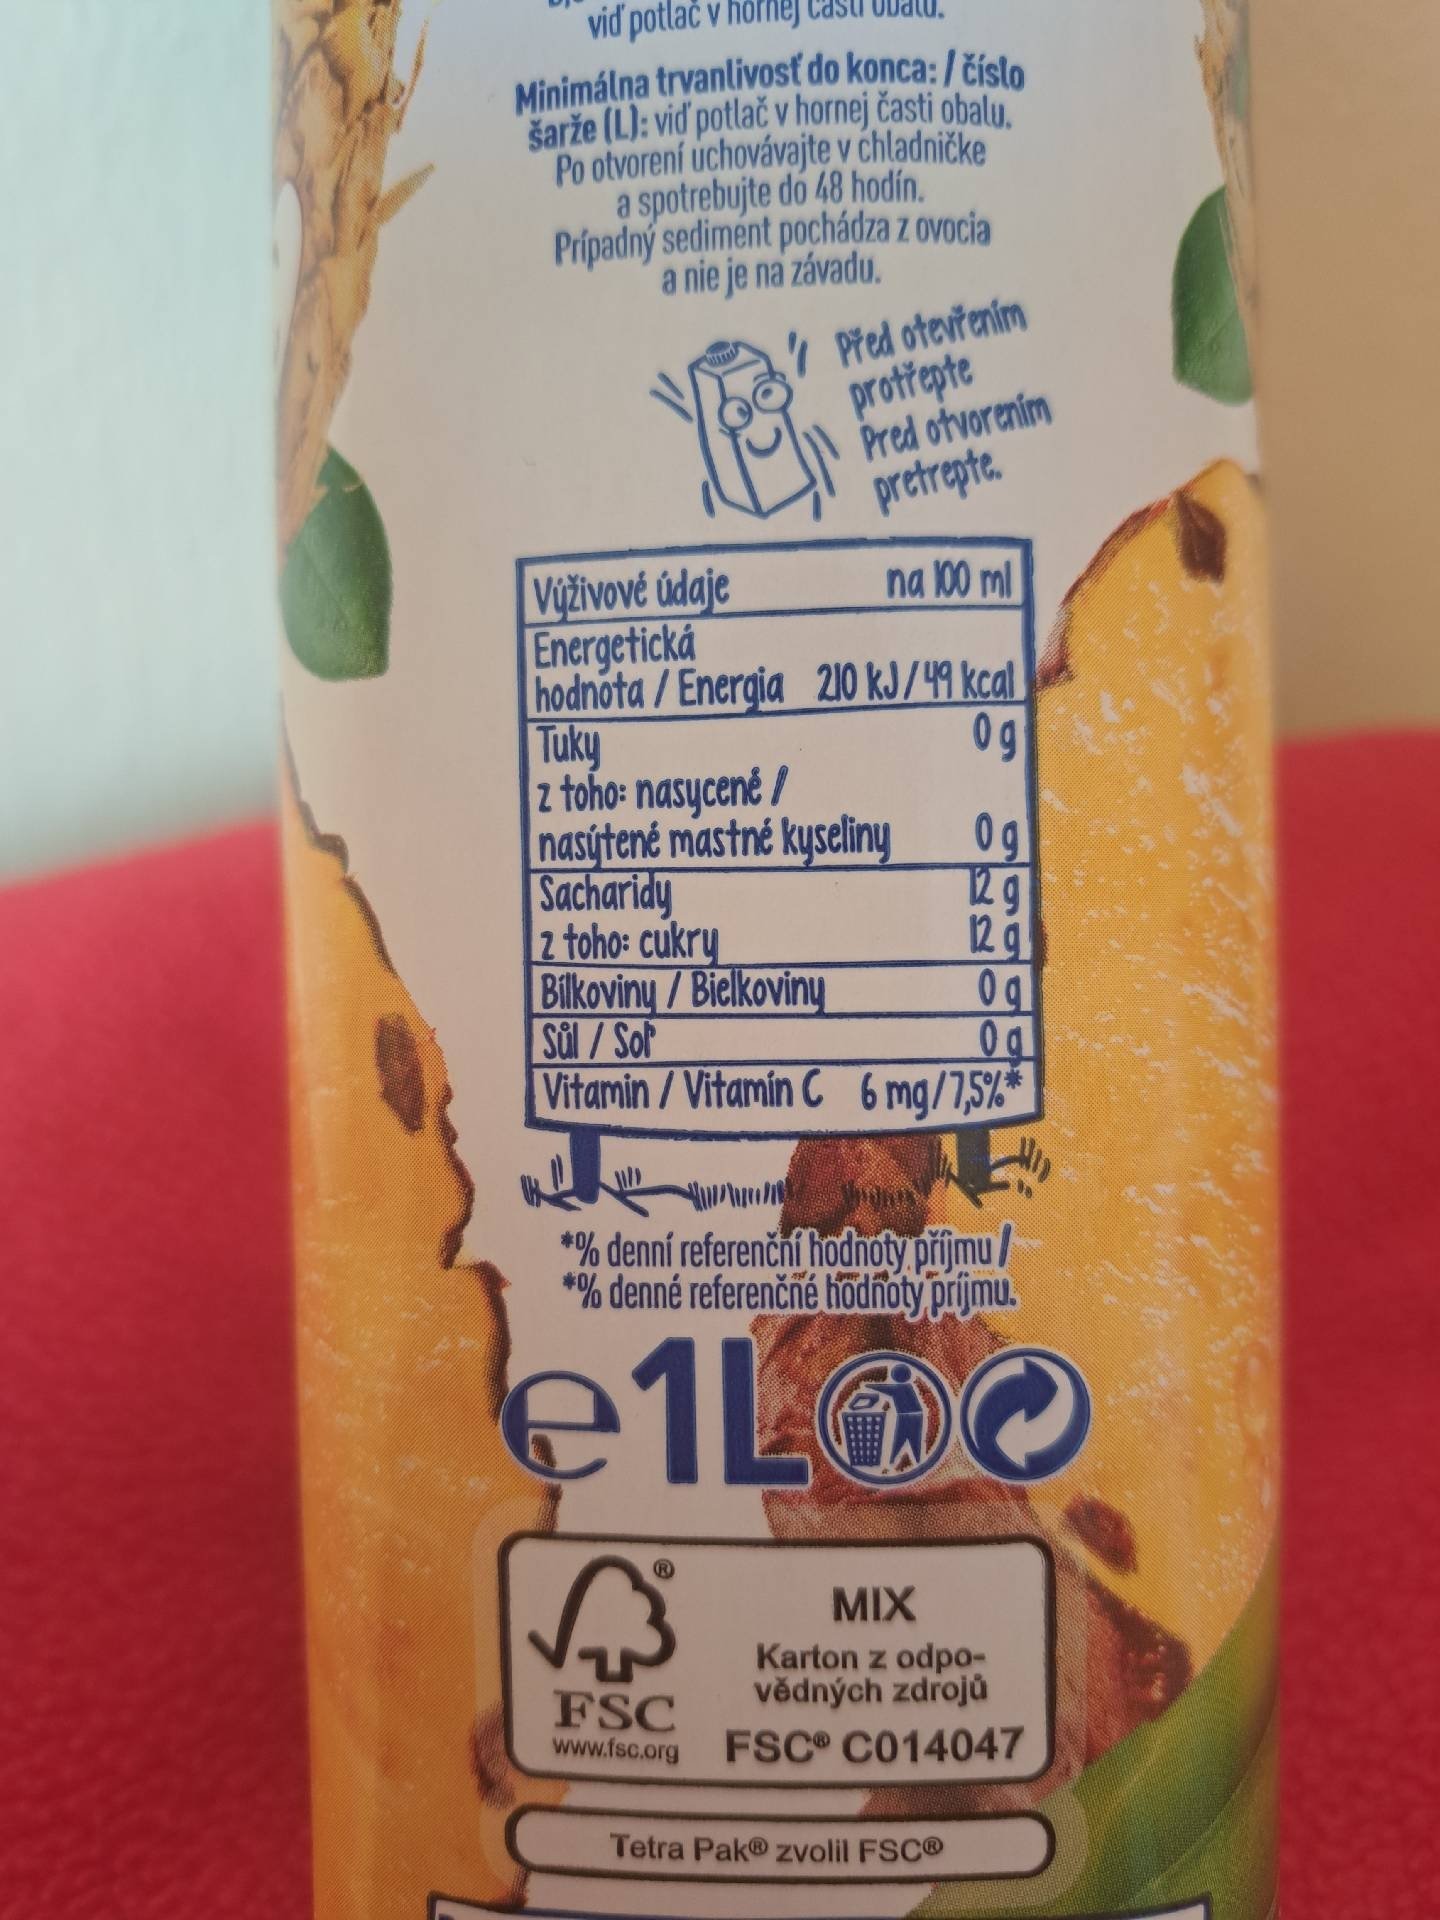 viď potlač v hornej časti obalu.
Minimálna trvanlivosť do konca: / číslo
šarže (L): viď potlač v hornej časti obalu.
Po otvorení uchovávajte v chladničke
a spotrebujte do 48 hodín.
Prípadný sediment pochádza z ovocia
a nie je na závadu.
Před otevřením
protřepte
Pred otvorením
pretrepte.
Výživové údaje na 100 ml
Energetická
hodnota / Energia 210 kJ/49 kcal
Tuky 0 g
z toho: nasycené /
nasýtené mastné kyseliny 0 g
Sacharidy 12 g
z toho: cukry 12 g
Bílkoviny / Bielkoviny 0 g
Sůl / Soľ 0 g
Vitamin / Vitamín C 6 mg/7,5%*
*% denní referenční hodnoty příjmu /
*% denné referenčné hodnoty príjmu.
e 1L
®
MIX
Karton z odpo-
vědných zdrojů
FSC
www.fsc.org
FSC® C014047
Tetra Pak® zvolil FSC®